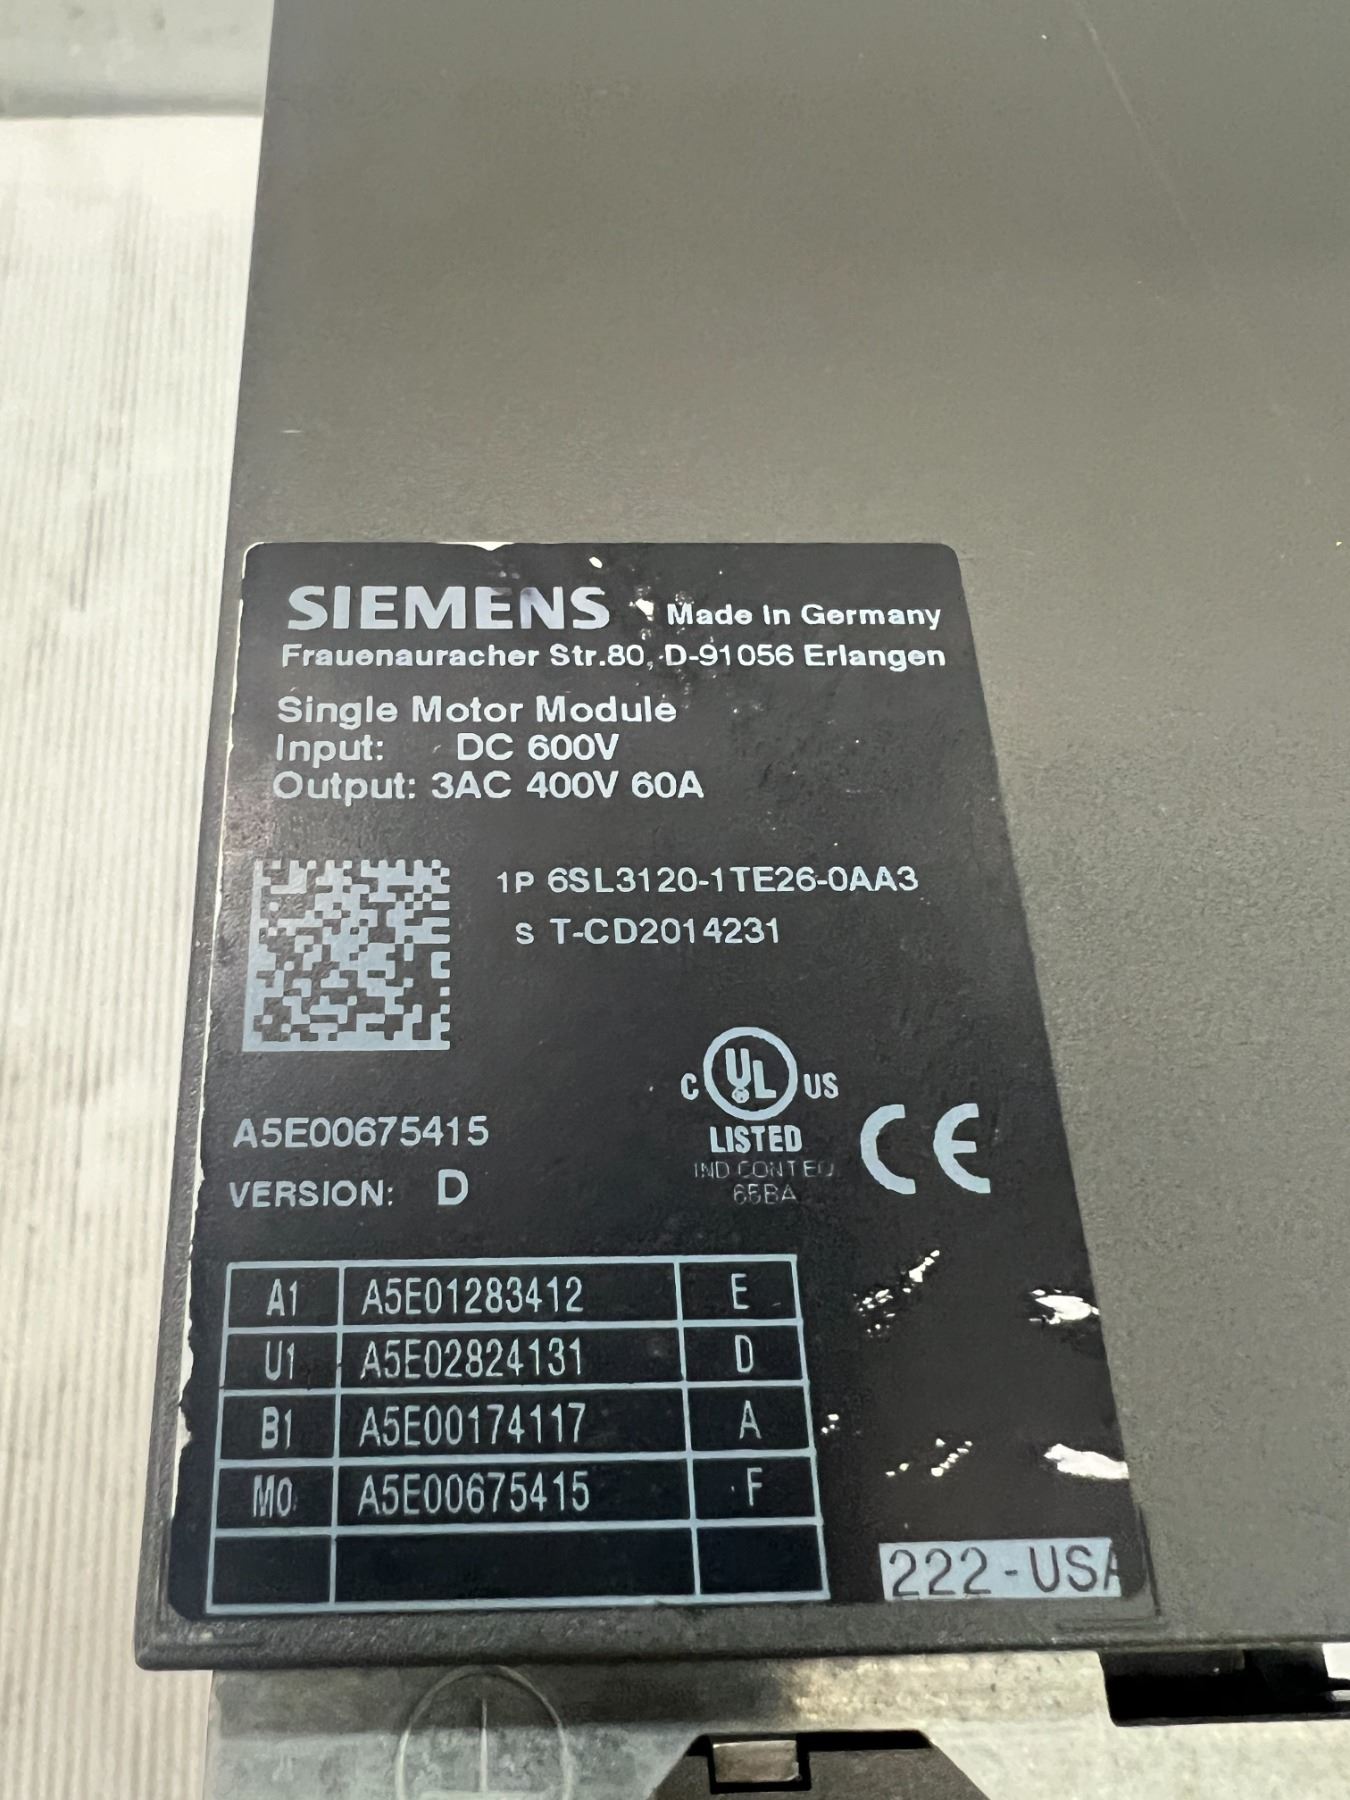 SIEMENS Made in Germany
Frauenauracher Str.80, D-91056 Erlangen
Single Motor Module
Input: DC 600V
Output: 3AC 400V 60A
1P 6SL3120-1TE26-0AA3
S T-CD2014231
C UL US
LISTED
IND CONT EQ
65BA
CE
A5E00675415
VERSION: D
A1 A5E01283412 E
U1 A5E02824131 D
B1 A5E00174117 A
M0 A5E00675415 F
222-USA